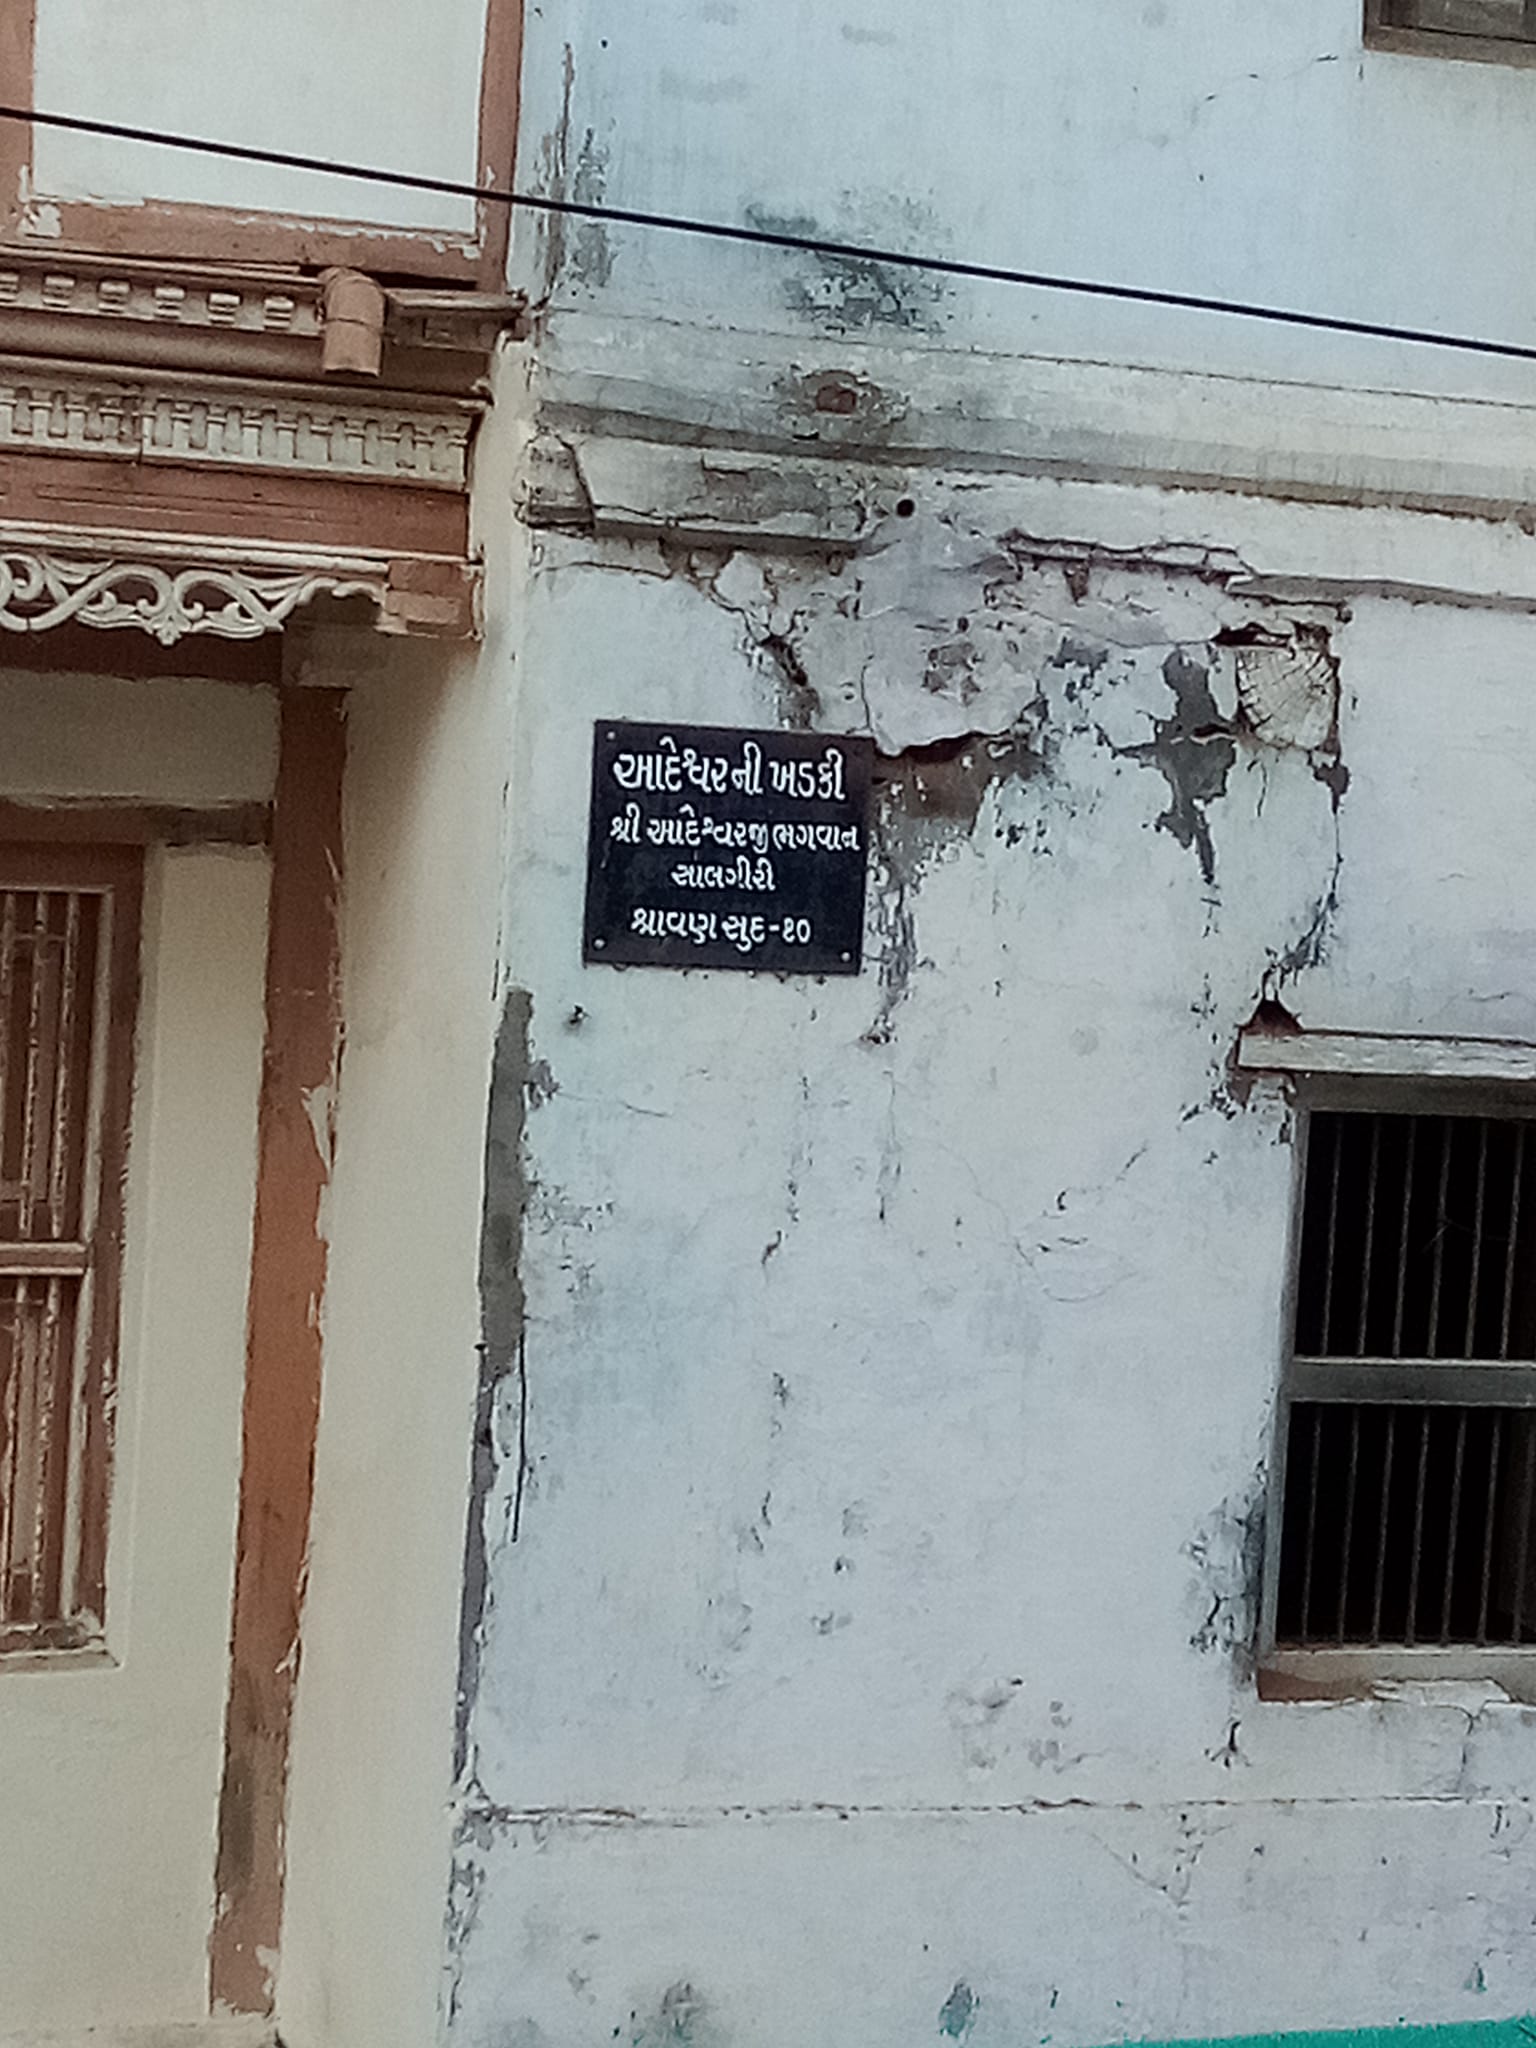 આદેશ્વરની ખડકી
શ્રી આદેશ્વરજી ભગવાન
સાલગીરી
શ્રાવણ સુદ-૧૦